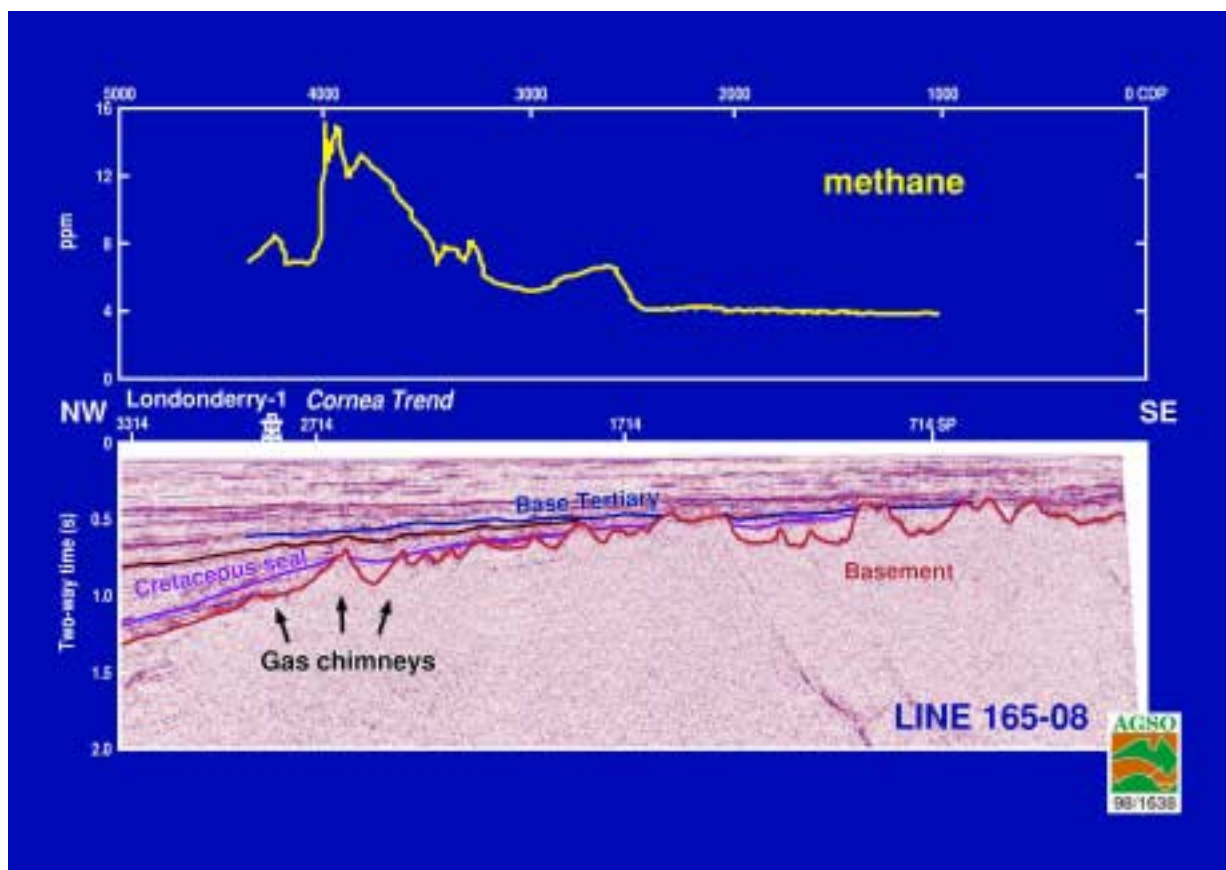 5000 4000 3000 2000 1000 0 CDP
16
12
8
4
0
ppm
methane
Londonderry-1 Cornea Trend
NW SE
3314 2714 1714 714 SP
0
0.5
1.0
1.5
2.0
Two-way time (s)
Base Tertiary
Cretaceous seal
Basement
Gas chimneys
LINE 165-08
AGSO
98/1638